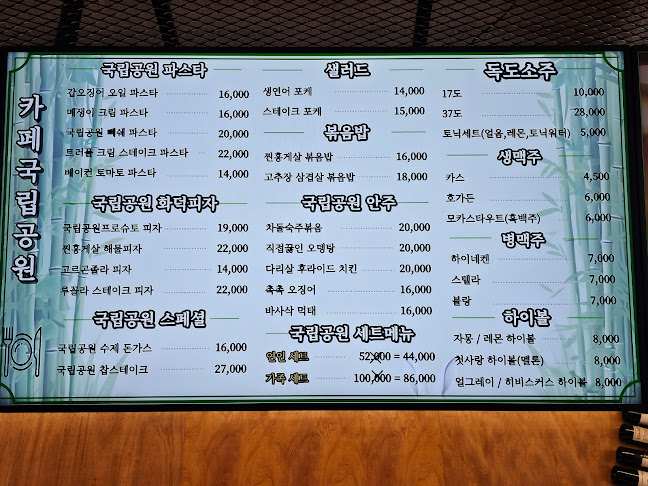 카페국립공원
국립공원 파스타
갑오징어 오일 파스타 16,000
매생이 크림 파스타 16,000
국립공원 빼쉐 파스타 20,000
트러플 크림 스테이크 파스타 22,000
베이컨 토마토 파스타 14,000
국립공원 화덕피자
국립공원프로슈토 피자 19,000
찐홍게살 해물피자 22,000
고르곤졸라 피자 14,000
루꼴라 스테이크 피자 22,000
국립공원 스페셜
국립공원 수제 돈가스 16,000
국립공원 찹스테이크 27,000
샐러드
생연어 포케 14,000
스테이크 포케 15,000
볶음밥
찐홍게살 볶음밥 16,000
고추장 삼겹살 볶음밥 18,000
국립공원 안주
차돌숙주볶음 20,000
직접끓인 오뎅탕 20,000
다리살 후라이드 치킨 20,000
촉촉 오징어 16,000
바사삭 먹태 16,000
국립공원 세트메뉴
연인 세트 52,000 = 44,000
가족 세트 100,000 = 86,000
독도소주
17도 10,000
37도 28,000
토닉세트(얼음,레몬,토닉워터) 5,000
생맥주
카스 4,500
호가든 6,000
모카스타우트(흑맥주) 6,000
병맥주
하이네켄 7,000
스텔라 7,000
블랑 7,000
하이볼
자몽 / 레몬 하이볼 8,000
첫사랑 하이볼(멜론) 8,000
얼그레이 / 히비스커스 하이볼 8,000